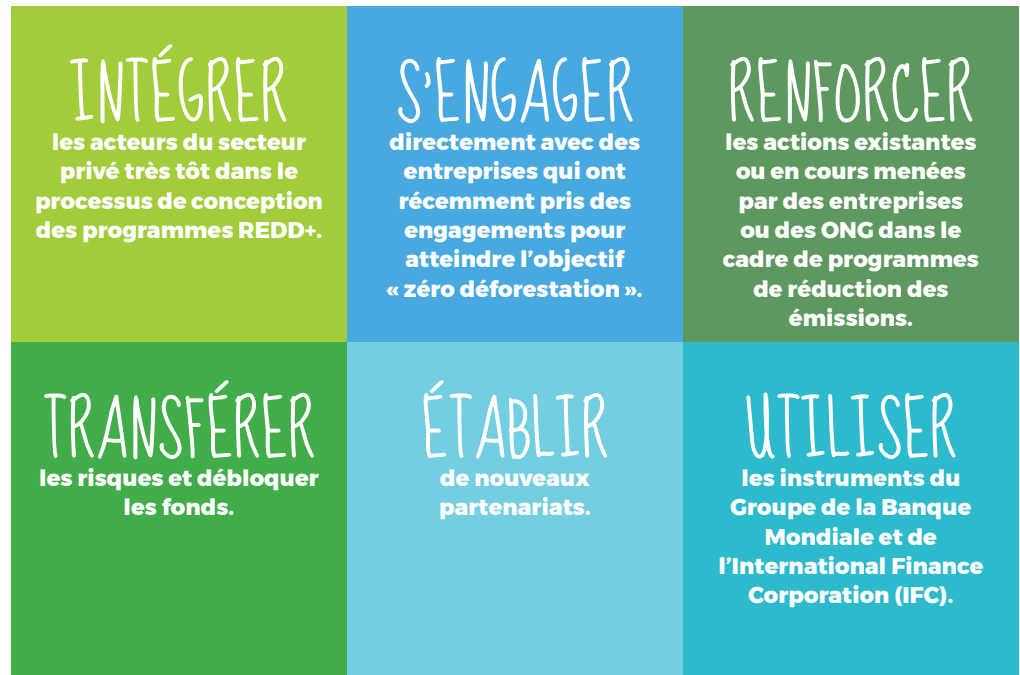 INTÉGRER
les acteurs du secteur
privé très tôt dans le
processus de conception
des programmes REDD+.
S'ENGAGER
directement avec des
entreprises qui ont
récemment pris des
engagements pour
atteindre l’objectif
« zéro déforestation ».
RENFORCER
les actions existantes
ou en cours menées
par des entreprises
ou des ONG dans le
cadre de programmes
de réduction des
émissions.
TRANSFÉRER
les risques et débloquer
les fonds.
ÉTABLIR
de nouveaux
partenariats.
UTILISER
les instruments du
Groupe de la Banque
Mondiale et de
l’International Finance
Corporation (IFC).